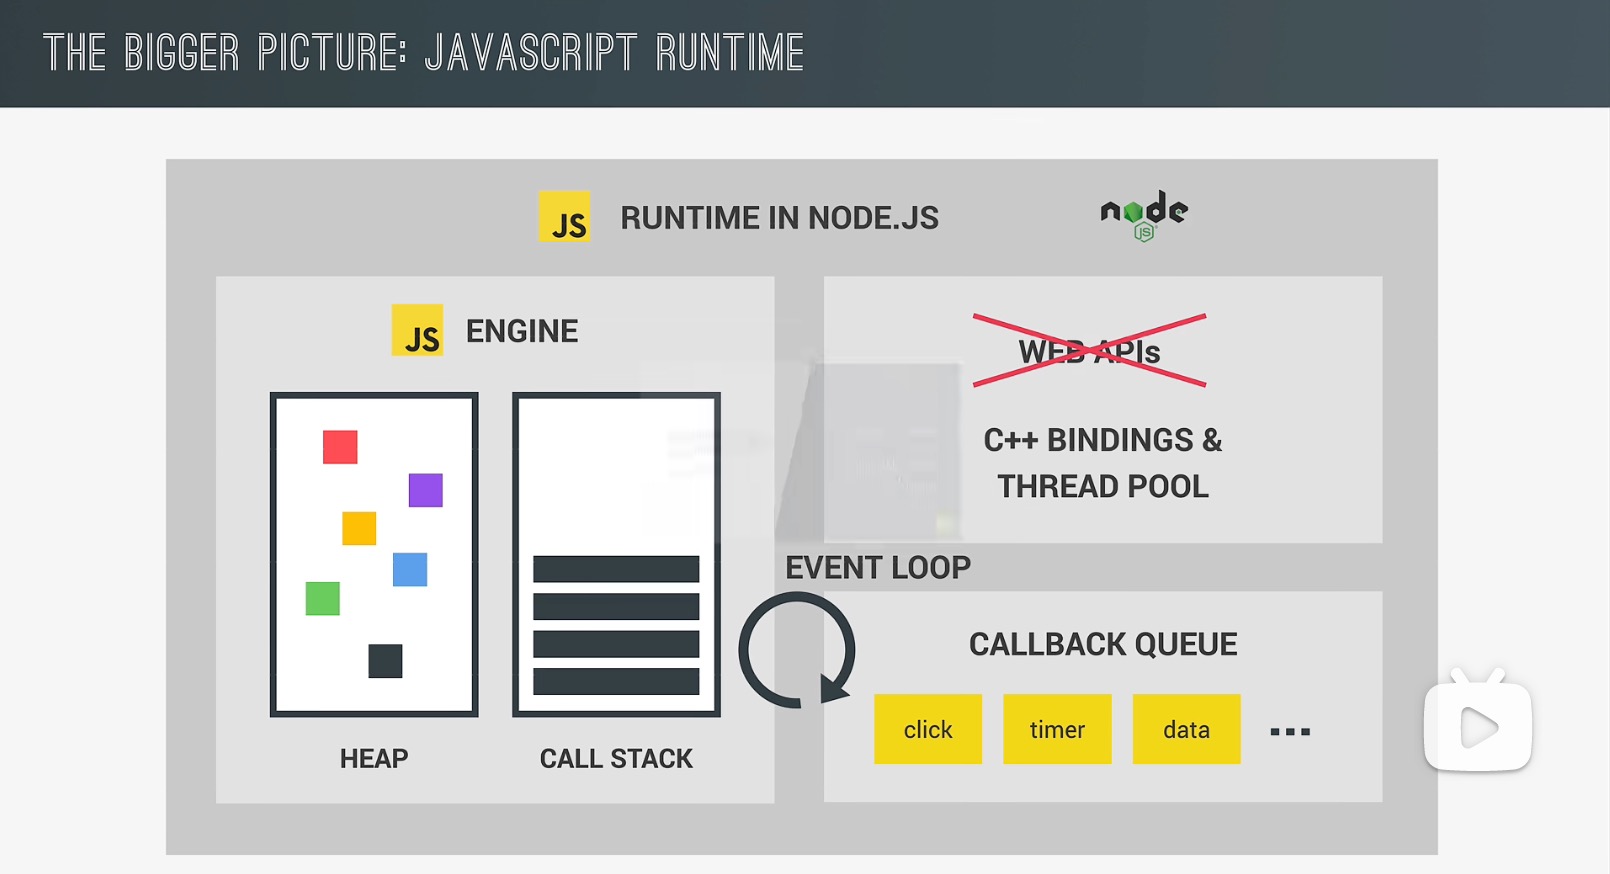 THE BIGGER PICTURE: JAVASCRIPT RUNTIME
JS
RUNTIME IN NODE.JS
node
JS
JS
ENGINE
HEAP
CALL STACK
WEB APIs
C++ BINDINGS &
THREAD POOL
EVENT LOOP
CALLBACK QUEUE
click
timer
data
...